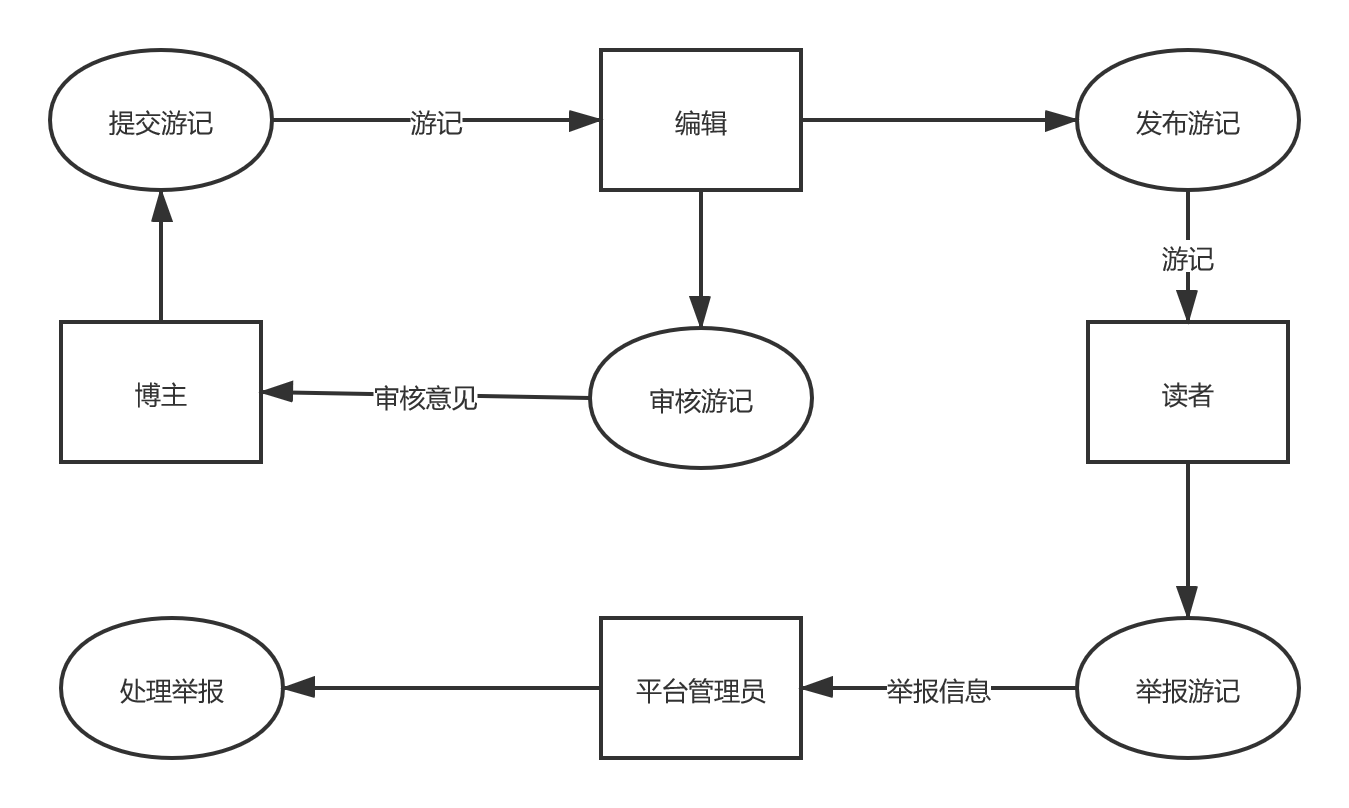 提交游记
游记
编辑
发布游记
游记
博主
审核意见
审核游记
读者
处理举报
平台管理员
举报信息
举报游记